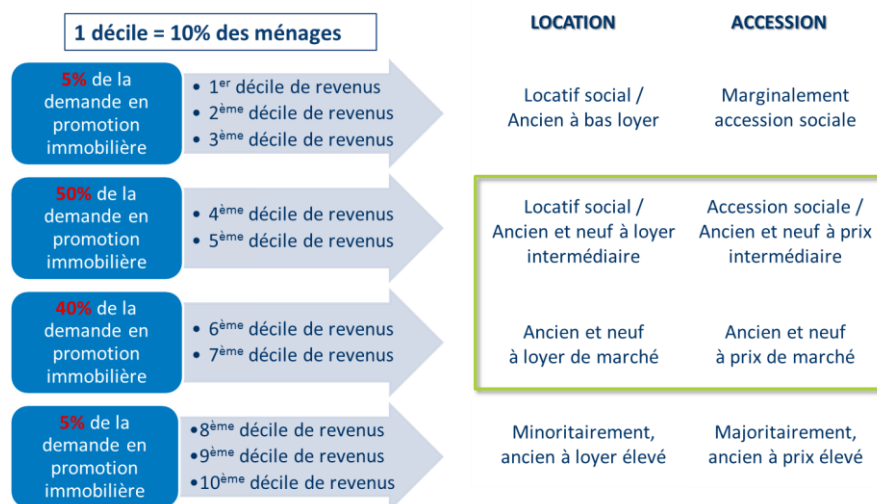 1 décile = 10% des ménages
LOCATION
ACCESSION
5% de la
demande en
promotion
immobilière
• 1er décile de revenus
• 2ème décile de revenus
• 3ème décile de revenus
Locatif social /
Ancien à bas loyer
Marginalement
accession sociale
50% de la
demande en
promotion
immobilière
• 4ème décile de revenus
• 5ème décile de revenus
Locatif social /
Ancien et neuf à loyer
intermédiaire
Accession sociale /
Ancien et neuf à prix
intermédiaire
40% de la
demande en
promotion
immobilière
• 6ème décile de revenus
• 7ème décile de revenus
Ancien et neuf
à loyer de marché
Ancien et neuf
à prix de marché
5% de la
demande en
promotion
immobilière
•8ème décile de revenus
•9ème décile de revenus
•10ème décile de revenus
Minoritairement,
ancien à loyer élevé
Majoritairement,
ancien à prix élevé